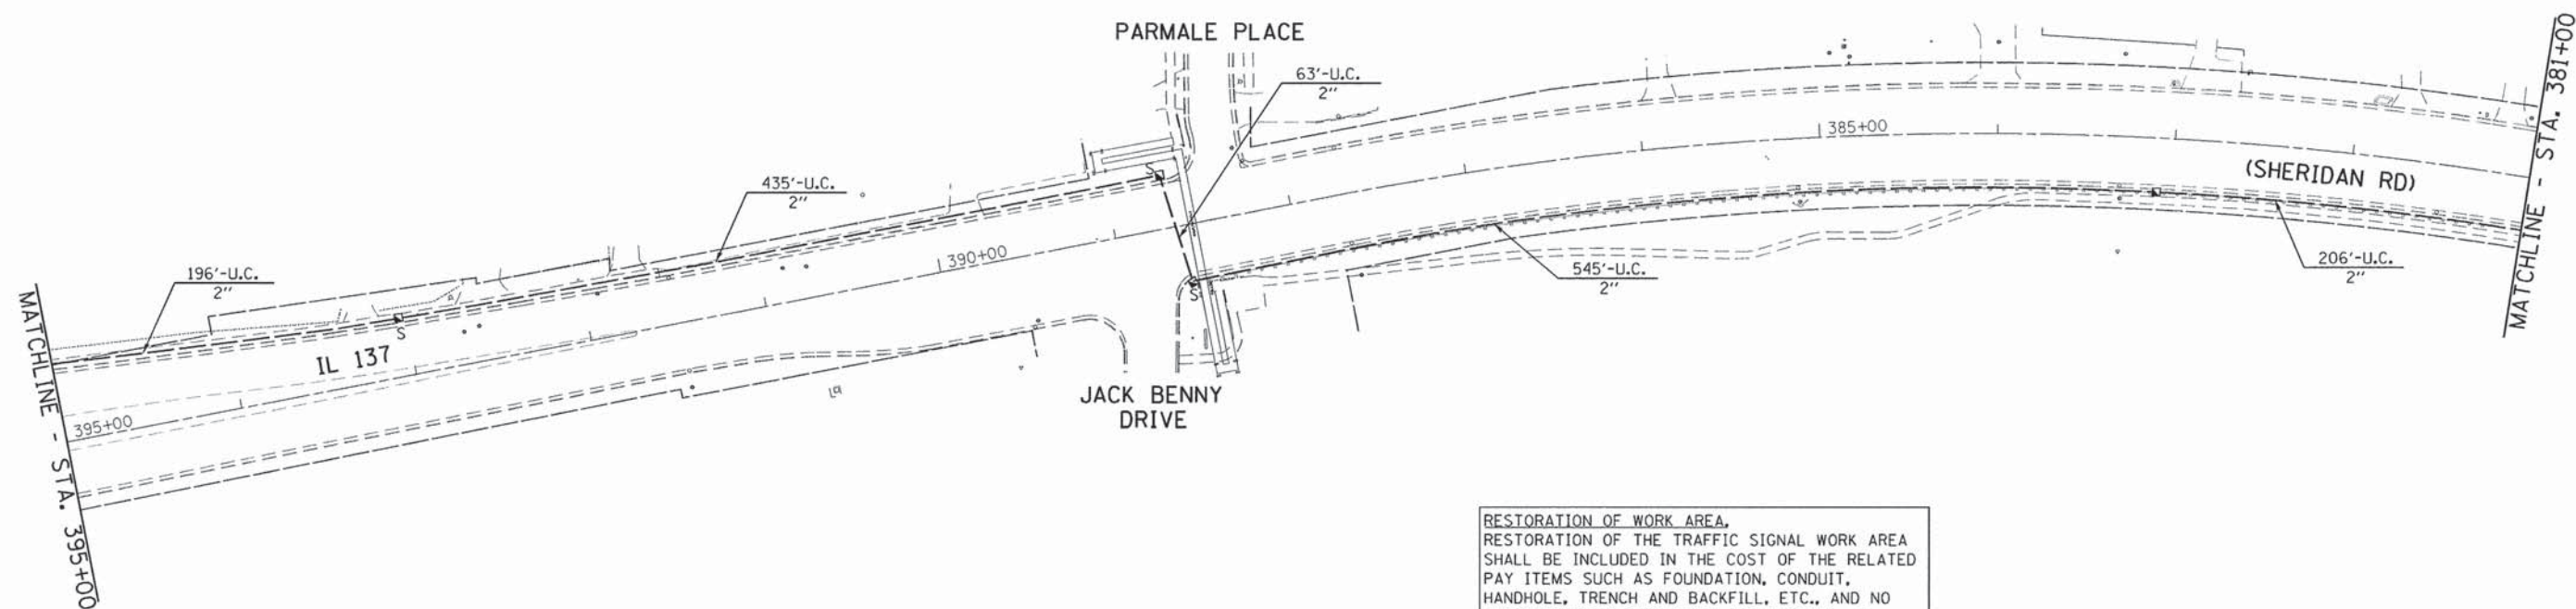 PARMALE PLACE
63'-U.C.
2"
MATCHLINE - STA. 381+00
385+00
(SHERIDAN RD)
435'-U.C.
2"
S
390+00
196'-U.C.
2"
545'-U.C.
2"
206'-U.C.
2"
S
S
MATCHLINE - STA. 395+00
IL 137
395+00
JACK BENNY
DRIVE
RESTORATION OF WORK AREA.
RESTORATION OF THE TRAFFIC SIGNAL WORK AREA
SHALL BE INCLUDED IN THE COST OF THE RELATED
PAY ITEMS SUCH AS FOUNDATION, CONDUIT,
HANDHOLE, TRENCH AND BACKFILL, ETC., AND NO